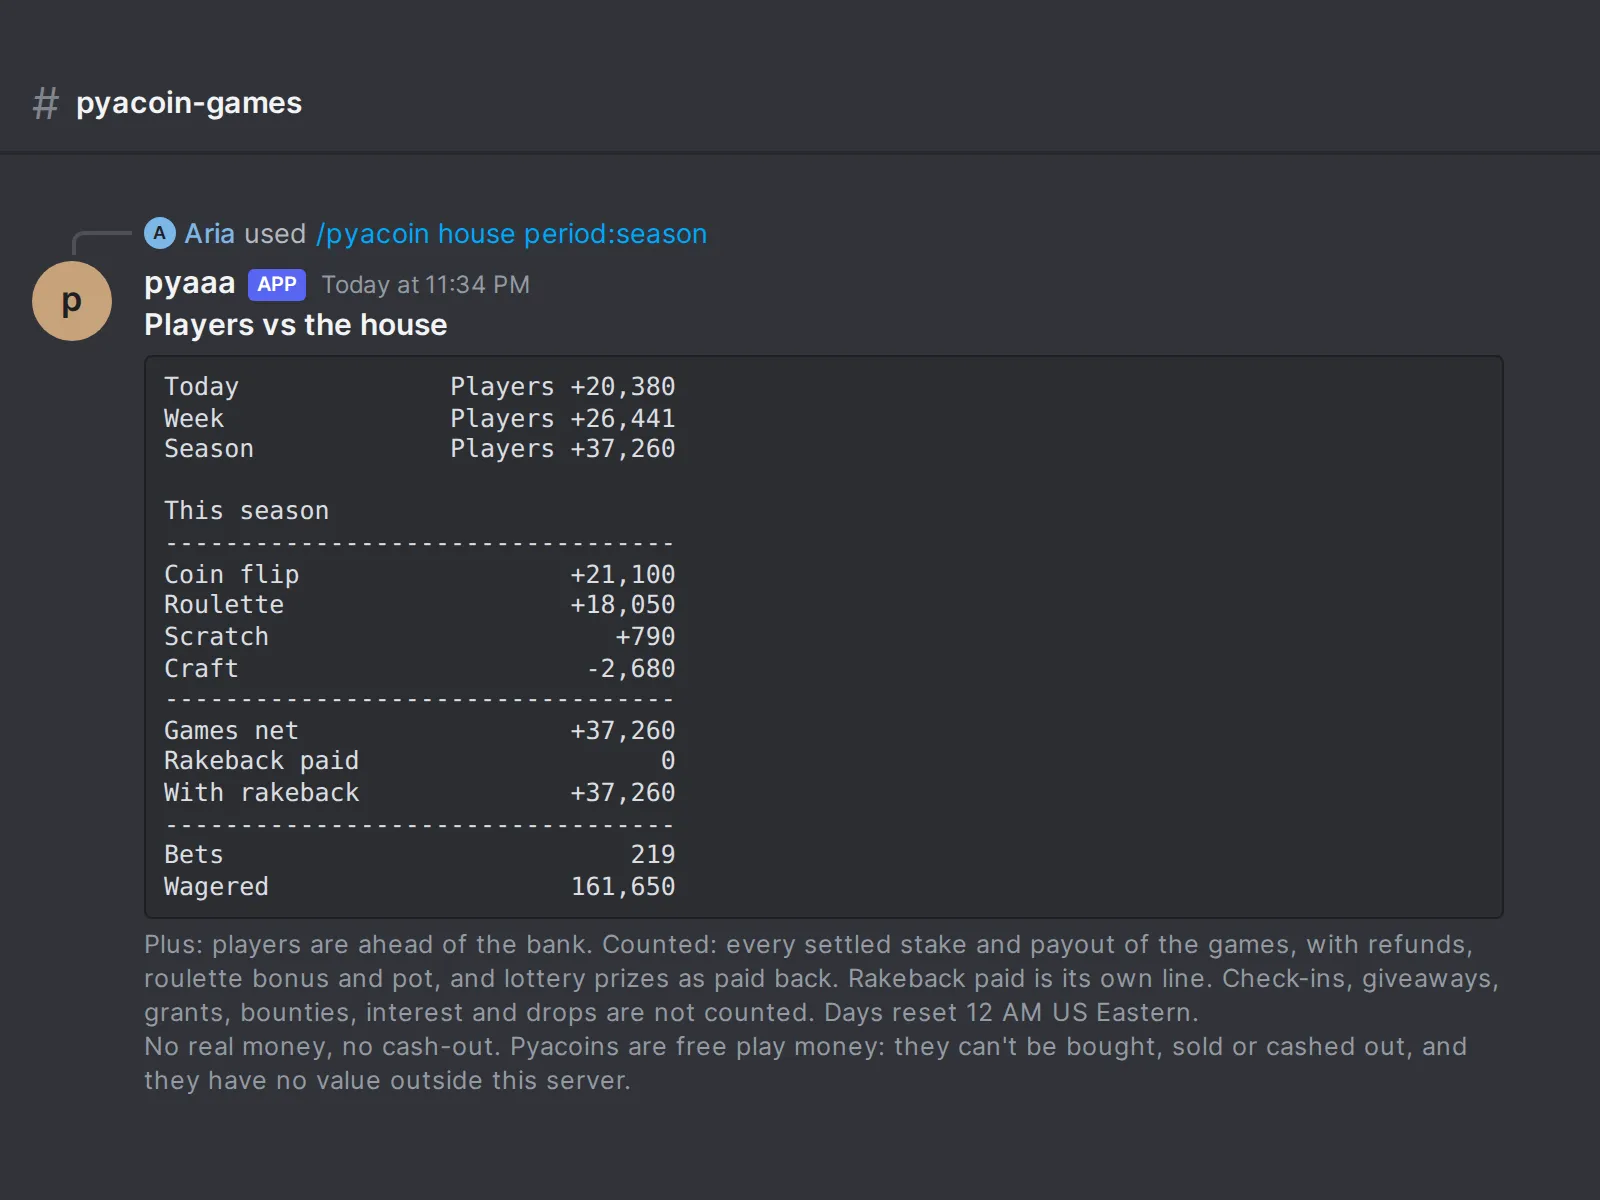 # pyacoin-games
A Aria used /pyacoin house period:season
p
pyaaa APP Today at 11:34 PM
Players vs the house
Today Players +20,380
Week Players +26,441
Season Players +37,260
This season
----------------------------------
Coin flip +21,100
Roulette +18,050
Scratch +790
Craft -2,680
----------------------------------
Games net +37,260
Rakeback paid 0
With rakeback +37,260
----------------------------------
Bets 219
Wagered 161,650
Plus: players are ahead of the bank. Counted: every settled stake and payout of the games, with refunds,
roulette bonus and pot, and lottery prizes as paid back. Rakeback paid is its own line. Check-ins, giveaways,
grants, bounties, interest and drops are not counted. Days reset 12 AM US Eastern.
No real money, no cash-out. Pyacoins are free play money: they can't be bought, sold or cashed out, and
they have no value outside this server.